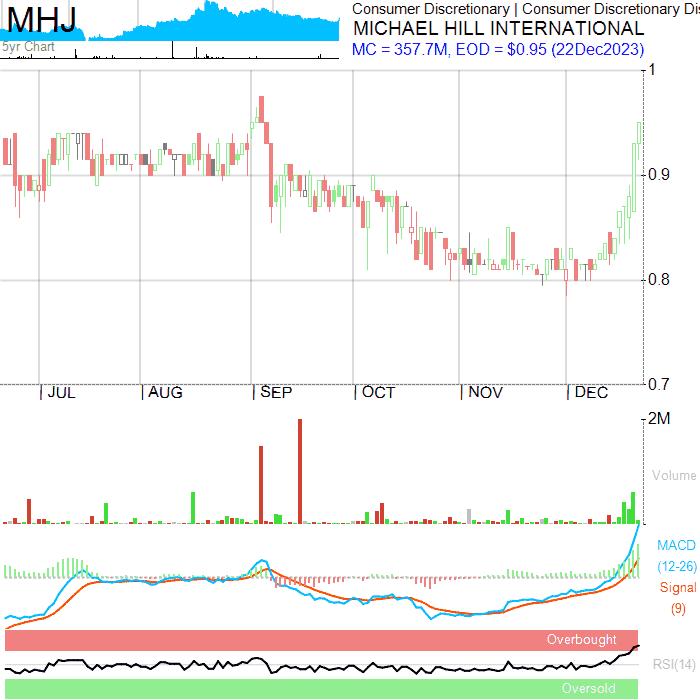 MHJ
5yr Chart
Consumer Discretionary | Consumer Discretionary Dis
MICHAEL HILL INTERNATIONAL
MC = 357.7M, EOD = $0.95 (22Dec2023)
1
0.9
0.8
0.7
JUL AUG SEP OCT NOV DEC
2M
Volume
MACD
(12-26)
Signal
(9)
Overbought
RSI(14)
Oversold